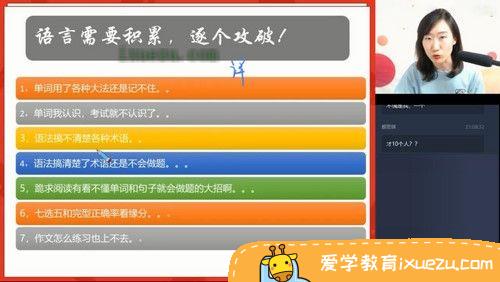 语言需要积累，逐个攻破！
详
1，单词用了各种大法还是记不住。。
2，单词我认识，考试就不认识了。。
3，语法搞不清楚各种术语。。
4，语法搞清楚了术语还是不会做题。。。
5，跪求阅读有看不懂单词和句子就会做题的大招啊。。。
6，七选五和完型正确率看缘分。。。
7，作文怎么练习也上不去。。
21:08:32
才10个人？？
爱学教育ixuezu.com